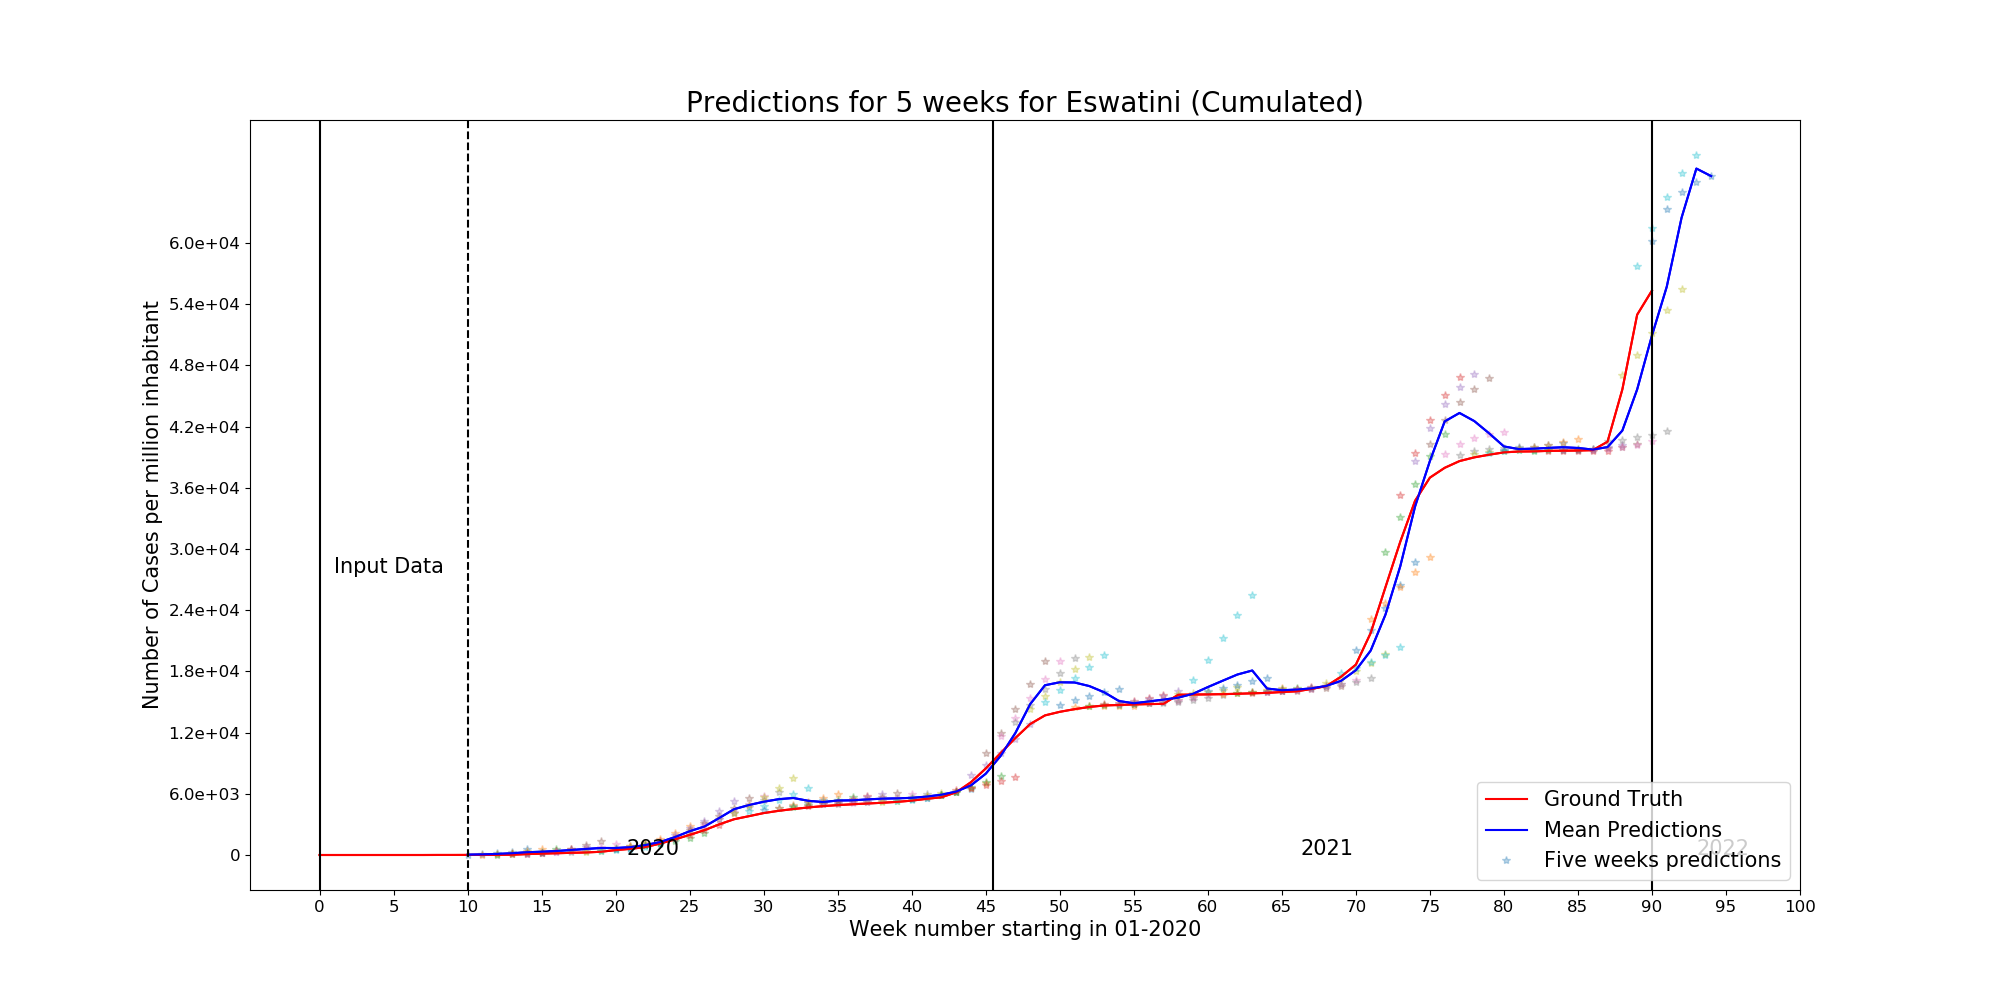 Predictions for 5 weeks for Eswatini (Cumulated)
Number of Cases per million inhabitant
6.0e+04
5.4e+04
4.8e+04
4.2e+04
3.6e+04
3.0e+04
2.4e+04
1.8e+04
1.2e+04
6.0e+03
0
Input Data
2020
2021
2022
Ground Truth
Mean Predictions
Five weeks predictions
0 5 10 15 20 25 30 35 40 45 50 55 60 65 70 75 80 85 90 95 100
Week number starting in 01-2020